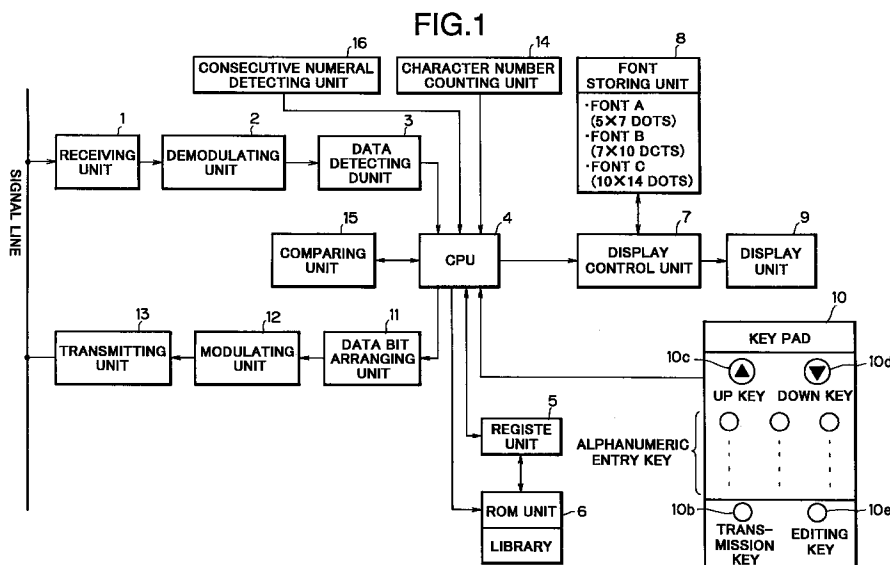 FIG.1
16
CONSECUTIVE NUMERAL
DETECTING UNIT
14
CHARACTER NUMBER
COUNTING UNIT
8
FONT
STORING UNIT
·FONT A
(5×7 DOTS)
·FONT B
(7×10 DCTS)
·FONT C
(10×14 DOTS)
SIGNAL LINE
1
RECEIVING
UNIT
2
DEMODULATING
UNIT
3
DATA
DETECTING
DUNIT
15
COMPARING
UNIT
4
CPU
7
DISPLAY
CONTROL UNIT
9
DISPLAY
UNIT
13
TRANSMITTING
UNIT
12
MODULATING
UNIT
11
DATA BIT
ARRANGING
UNIT
10
KEY PAD
10c
10d
UP KEY
DOWN KEY
5
REGISTE
UNIT
ALPHANUMERIC
ENTRY KEY
ROM UNIT
6
LIBRARY
10b
10e
TRANS-
MISSION
KEY
EDITING
KEY